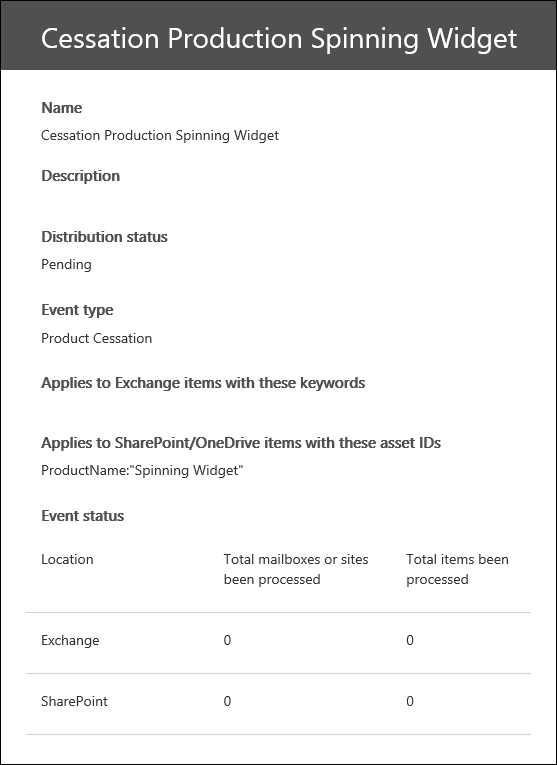 Cessation Production Spinning Widget
Name
Cessation Production Spinning Widget
Description
Distribution status
Pending
Event type
Product Cessation
Applies to Exchange items with these keywords
Applies to SharePoint/OneDrive items with these asset IDs
ProductName:"Spinning Widget"
Event status
Location Total mailboxes or sites Total items been
been processed processed
Exchange 0 0
SharePoint 0 0